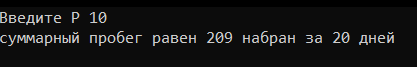 Введите P 10
суммарный пробег равен 209 набран за 20 дней